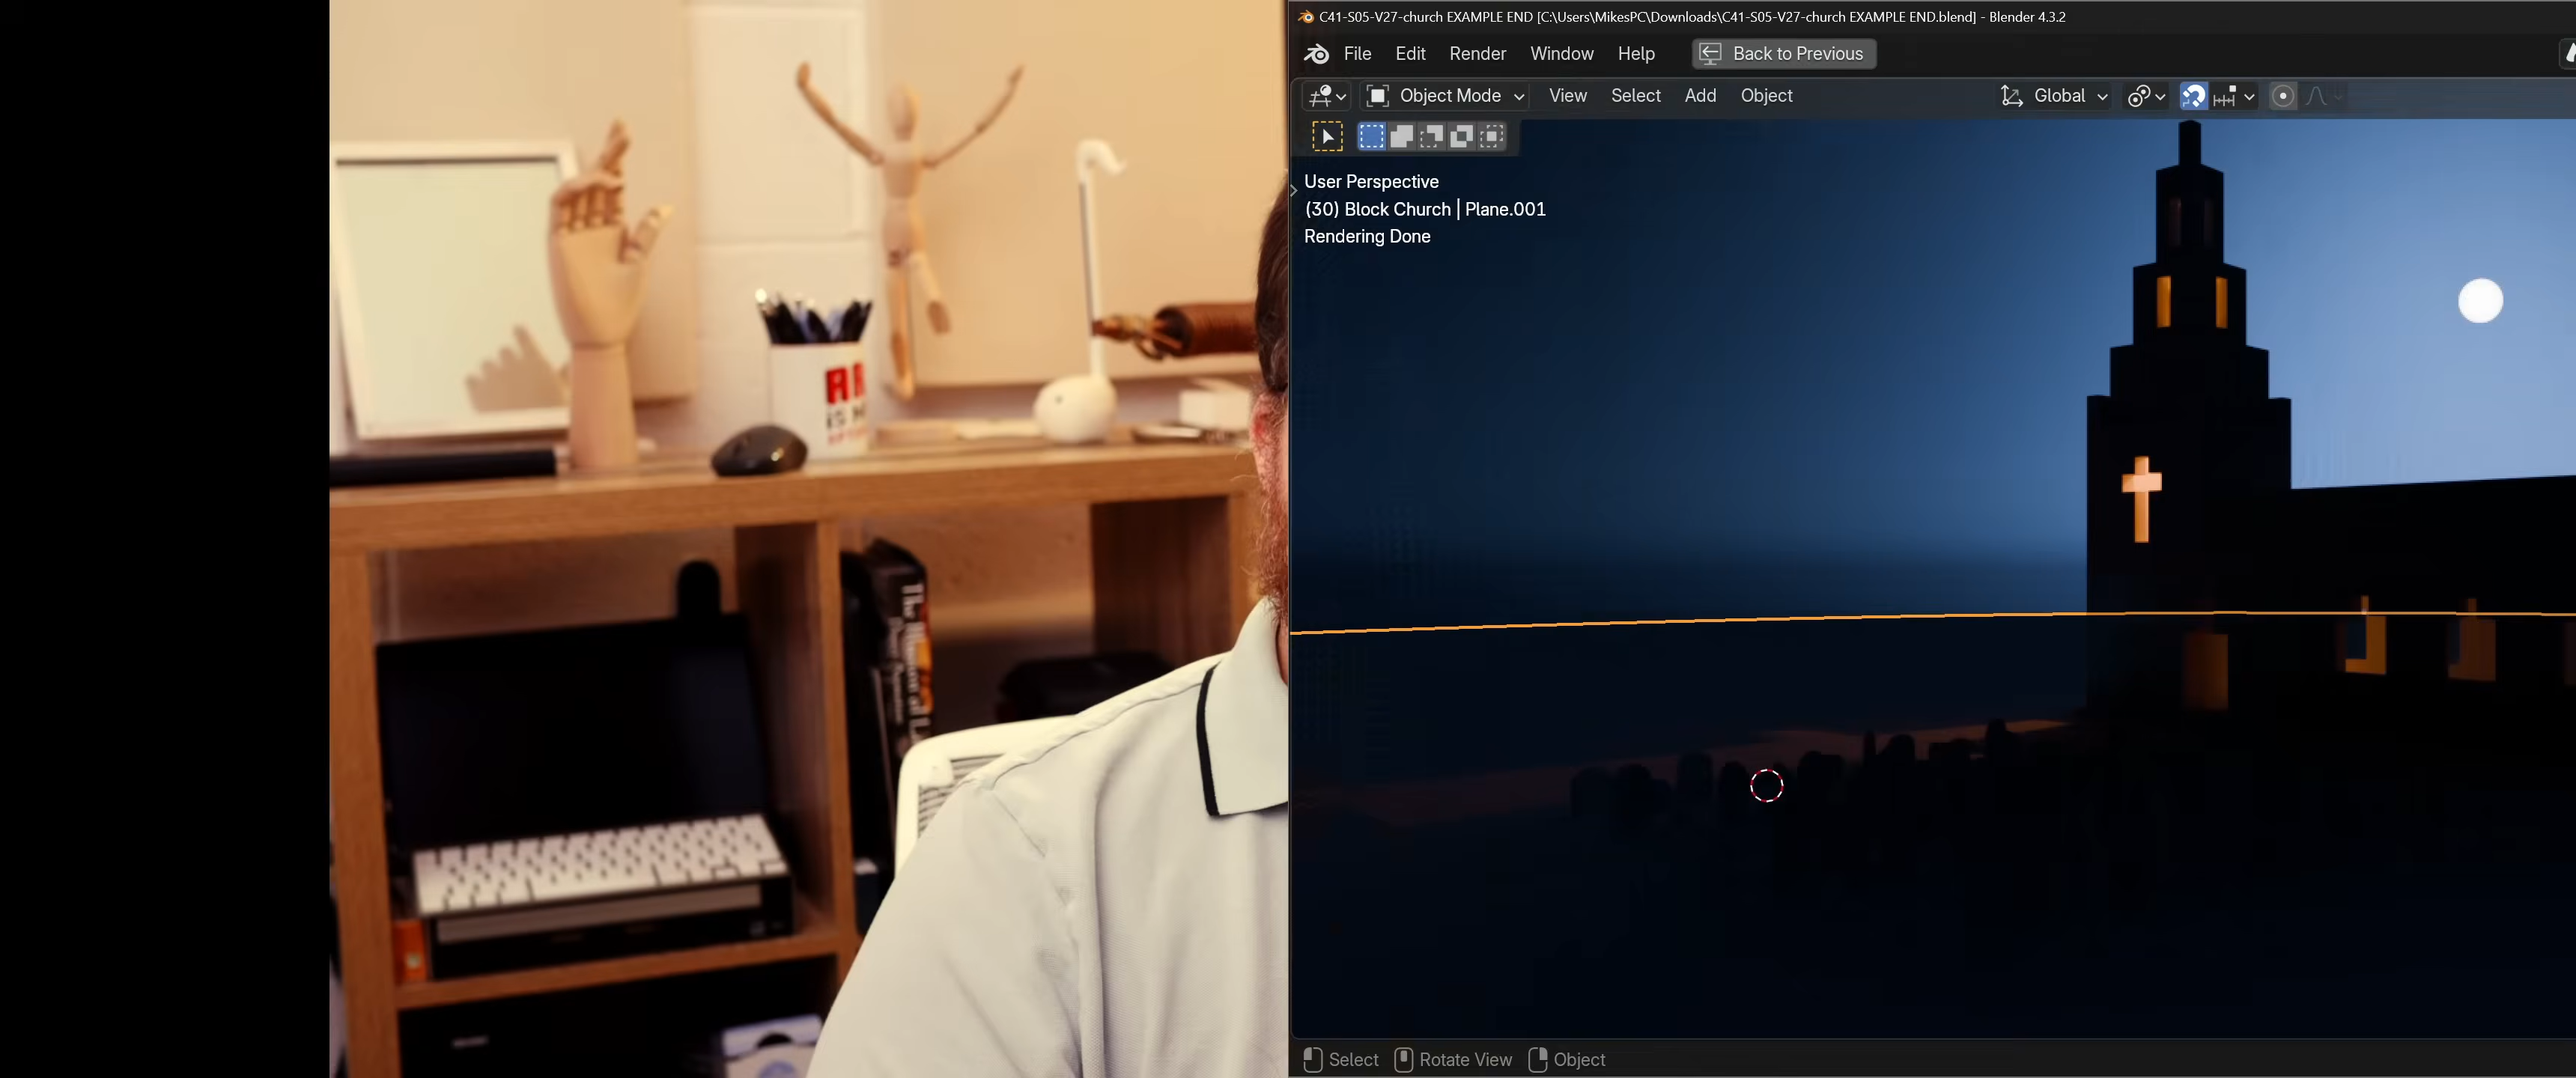 C41-S05-V27-church EXAMPLE END [C:\Users\MikesPC\Downloads\C41-S05-V27-church EXAMPLE END.blend] - Blender 4.3.2
File Edit Render Window Help Back to Previous
Object Mode View Select Add Object Global
User Perspective
(30) Block Church | Plane.001
Rendering Done
IS
Select Rotate View Object